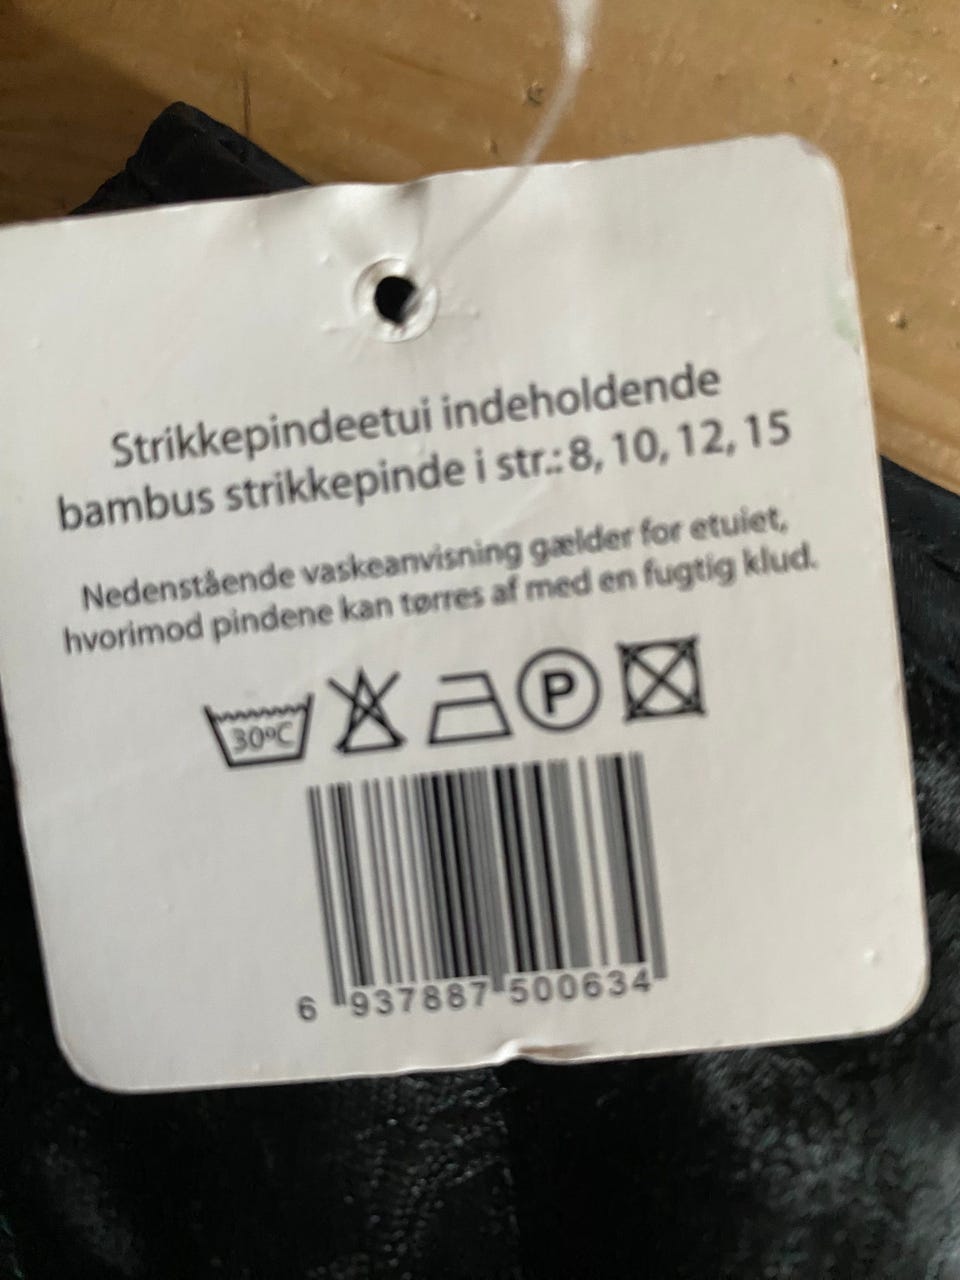 Strikkepindeetui indeholdende
bambus strikkepinde i str.: 8, 10, 12, 15
Nedenstående vaskeanvisning gælder for etuiet,
hvorimod pindene kan tørres af med en fugtig klud.
30ºC P
6 937887 500634